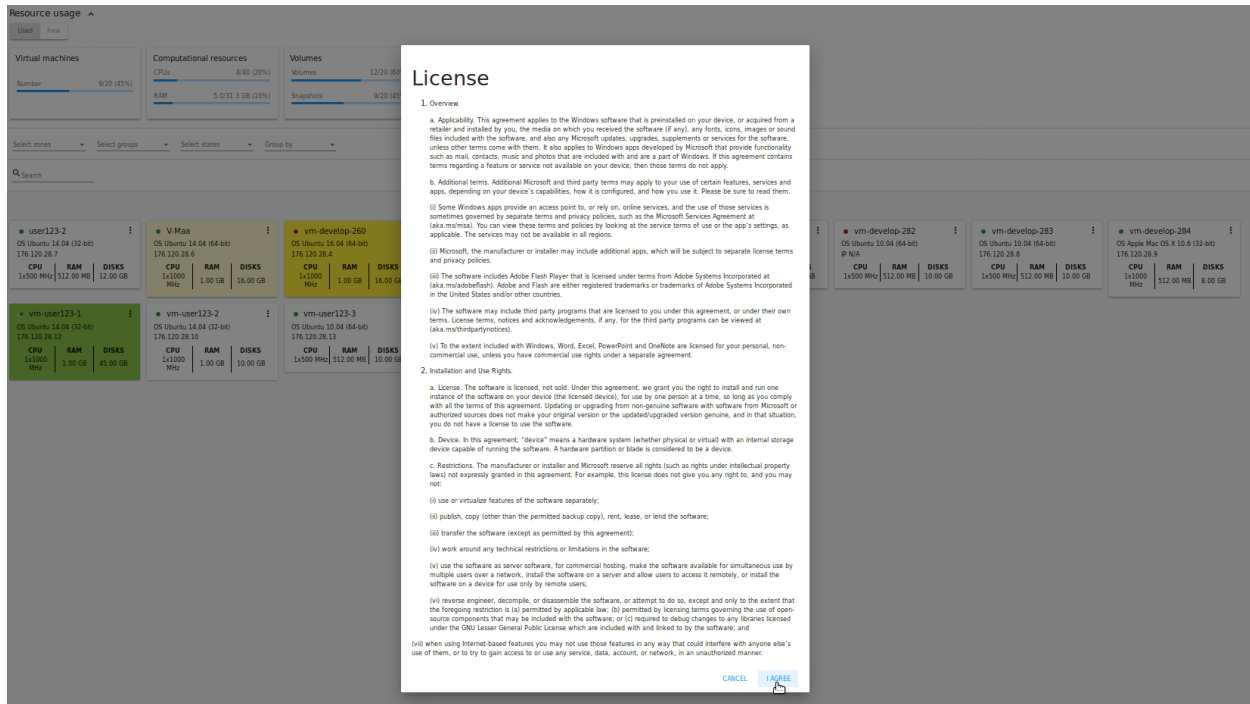 Resource usage
Used Free
Virtual machines
Number 9/20 (45%)
Computational resources
CPUs 8/40 (20%)
RAM 5.0/31.3 GB (16%)
Volumes
Volumes 12/20 (60%
Snapshots 9/20 (45%
Select zones Select groups Select states Group by
Search
user123-2
OS Ubuntu 14.04 (32-bit)
176.120.28.7
CPU RAM DISKS
1x500 MHz 512.00 MB 12.00 GB
V-Maa
OS Ubuntu 14.04 (64-bit)
176.120.28.6
CPU RAM DISKS
1x1000 MHz 1.00 GB 16.00 GB
vm-develop-260
OS Ubuntu 16.04 (64-bit)
176.120.28.4
CPU RAM DISKS
1x1000 MHz 1.00 GB 16.00 GB
vm-develop-282
OS Ubuntu 10.04 (64-bit)
IP N/A
CPU RAM DISKS
1x500 MHz 512.00 MB 10.00 GB
vm-develop-283
OS Ubuntu 10.04 (64-bit)
176.120.28.8
CPU RAM DISKS
1x500 MHz 512.00 MB 10.00 GB
vm-develop-284
OS Apple Mac OS X 10.6 (32-bit)
176.120.28.9
CPU RAM DISKS
1x1000 MHz 512.00 MB 8.00 GB
vm-user123-1
OS Ubuntu 14.04 (32-bit)
176.120.28.12
CPU RAM DISKS
1x1000 MHz 1.00 GB 45.00 GB
vm-user123-2
OS Ubuntu 14.04 (32-bit)
176.120.28.10
CPU RAM DISKS
1x1000 MHz 1.00 GB 10.00 GB
vm-user123-3
OS Ubuntu 10.04 (64-bit)
176.120.28.13
CPU RAM DISKS
1x500 MHz 512.00 MB 10.00 GB
License
1. Overview.
a. Applicability. This agreement applies to the Windows software that is preinstalled on your device, or acquired from a
retailer and installed by you, the media on which you received the software (if any), any fonts, icons, images or sound
files included with the software, and also any Microsoft updates, upgrades, supplements or services for the software,
unless other terms come with them. It also applies to Windows apps developed by Microsoft that provide functionality
such as mail, contacts, music and photos that are included with and are a part of Windows. If this agreement contains
terms regarding a feature or service not available on your device, then those terms do not apply.
b. Additional terms. Additional Microsoft and third party terms may apply to your use of certain features, services and
apps, depending on your device's capabilities, how it is configured, and how you use it. Please be sure to read them.
(i) Some Windows apps provide an access point to, or rely on, online services, and the use of those services is
sometimes governed by separate terms and privacy policies, such as the Microsoft Services Agreement at
(aka.ms/msa). You can view these terms and policies by looking at the service terms of use or the app's settings, as
applicable. The services may not be available in all regions.
(ii) Microsoft, the manufacturer or installer may include additional apps, which will be subject to separate license terms
and privacy policies.
(iii) The software includes Adobe Flash Player that is licensed under terms from Adobe Systems Incorporated at
(aka.ms/adobeflash). Adobe and Flash are either registered trademarks or trademarks of Adobe Systems Incorporated
in the United States and/or other countries.
(iv) The software may include third party programs that are licensed to you under this agreement, or under their own
terms. License terms, notices and acknowledgements, if any, for the third party programs can be viewed at
(aka.ms/thirdpartynotices).
(v) To the extent included with Windows, Word, Excel, PowerPoint and OneNote are licensed for your personal, non-
commercial use, unless you have commercial use rights under a separate agreement.
2. Installation and Use Rights.
a. License. The software is licensed, not sold. Under this agreement, we grant you the right to install and run one
instance of the software on your device (the licensed device), for use by one person at a time, so long as you comply
with all the terms of this agreement. Updating or upgrading from non-genuine software with software from Microsoft or
authorized sources does not make your original version or the updated/upgraded version genuine, and in that situation,
you do not have a license to use the software.
b. Device. In this agreement, "device" means a hardware system (whether physical or virtual) with an internal storage
device capable of running the software. A hardware partition or blade is considered to be a device.
c. Restrictions. The manufacturer or installer and Microsoft reserve all rights (such as rights under intellectual property
laws) not expressly granted in this agreement. For example, this license does not give you any right to, and you may
not:
(i) use or virtualize features of the software separately;
(ii) publish, copy (other than the permitted backup copy), rent, lease, or lend the software;
(iii) transfer the software (except as permitted by this agreement);
(iv) work around any technical restrictions or limitations in the software;
(v) use the software as server software, for commercial hosting, make the software available for simultaneous use by
multiple users over a network, install the software on a server and allow users to access it remotely, or install the
software on a device for use only by remote users;
(vi) reverse engineer, decompile, or disassemble the software, or attempt to do so, except and only to the extent that
the foregoing restriction is (a) permitted by applicable law; (b) permitted by licensing terms governing the use of open-
source components that may be included with the software; or (c) required to debug changes to any libraries licensed
under the GNU Lesser General Public License which are included with and linked to by the software; and
(vii) when using Internet-based features you may not use those features in any way that could interfere with anyone else's
use of them, or to try to gain access to or use any service, data, account, or network, in an unauthorized manner.
CANCEL I AGREE